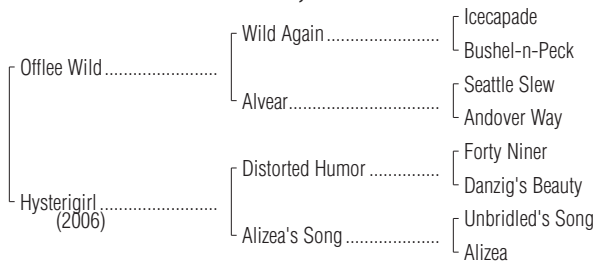 Icecapade
Wild Again
Bushel-n-Peck
Offlee Wild
Seattle Slew
Alvear
Andover Way
Forty Niner
Distorted Humor
Danzig's Beauty
Hysterigirl
(2006)
Unbridled's Song
Alizea's Song
Alizea